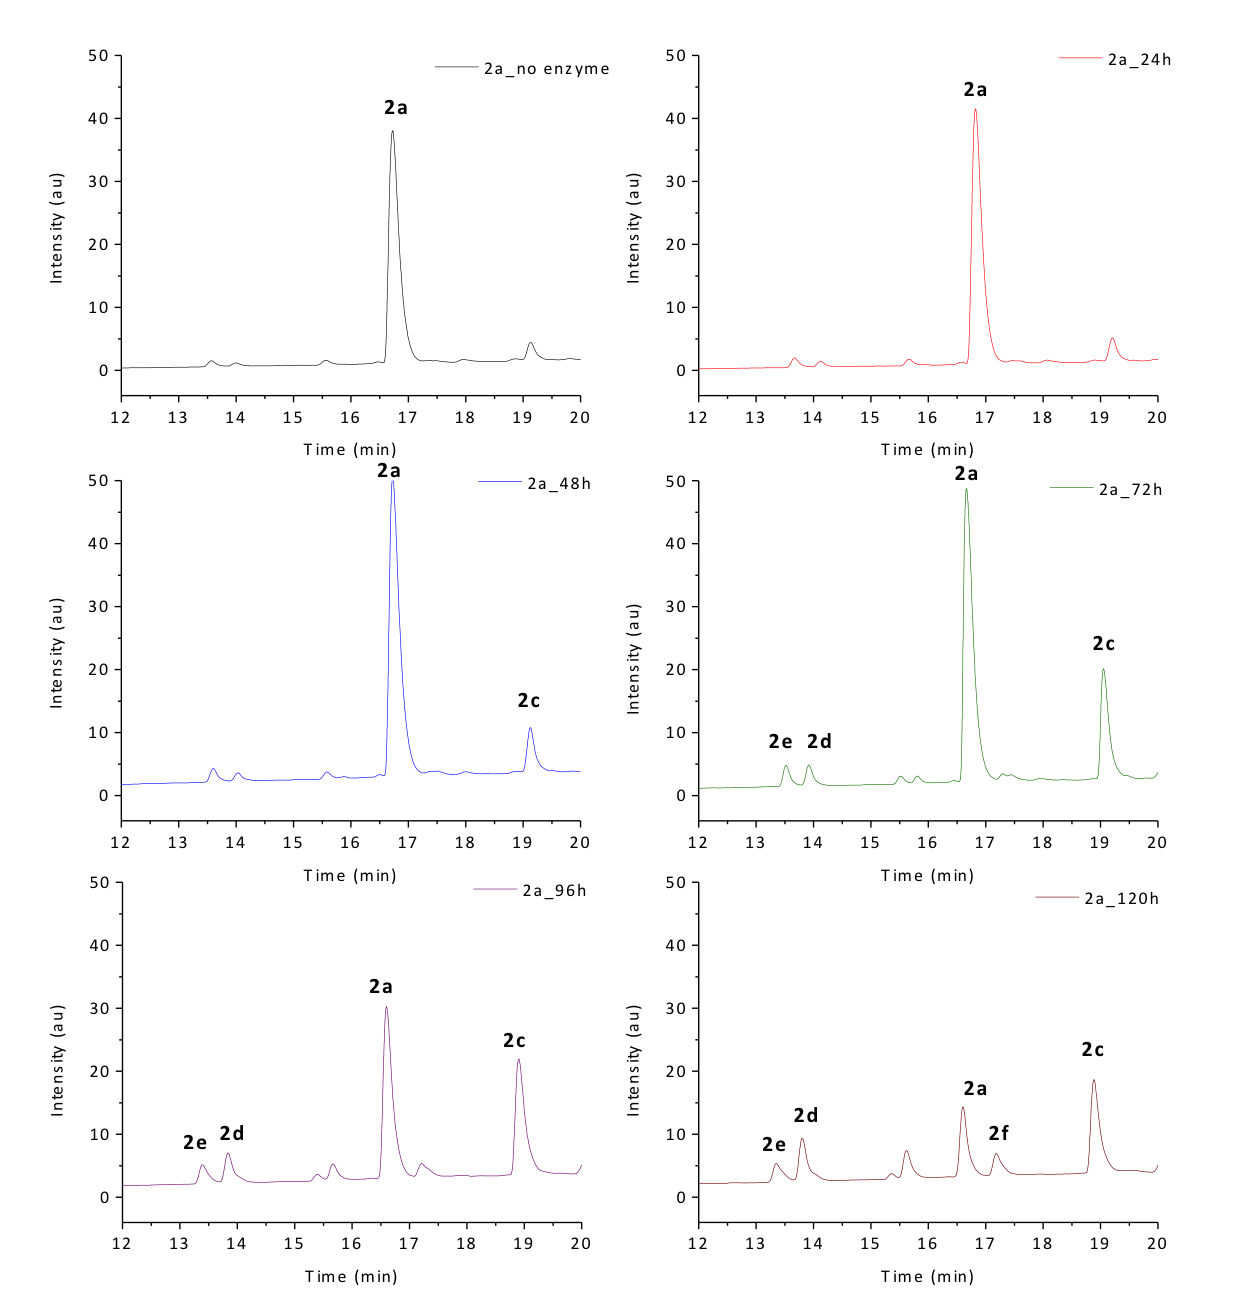 2a_no enzyme
2a
50
40
30
20
10
0
Intensity (au)
12 13 14 15 16 17 18 19 20
Time (min)
2a_24h
2a
50
40
30
20
10
0
Intensity (au)
12 13 14 15 16 17 18 19 20
Time (min)
2a_48h
2a
2c
50
40
30
20
10
0
Intensity (au)
12 13 14 15 16 17 18 19 20
Time (min)
2a_72h
2a
2c
2e 2d
50
40
30
20
10
0
Intensity (au)
12 13 14 15 16 17 18 19 20
Time (min)
2a_96h
2a
2c
2e 2d
50
40
30
20
10
0
Intensity (au)
12 13 14 15 16 17 18 19 20
Time (min)
2a_120h
2c
2a
2d
2f
2e
50
40
30
20
10
0
Intensity (au)
12 13 14 15 16 17 18 19 20
Time (min)